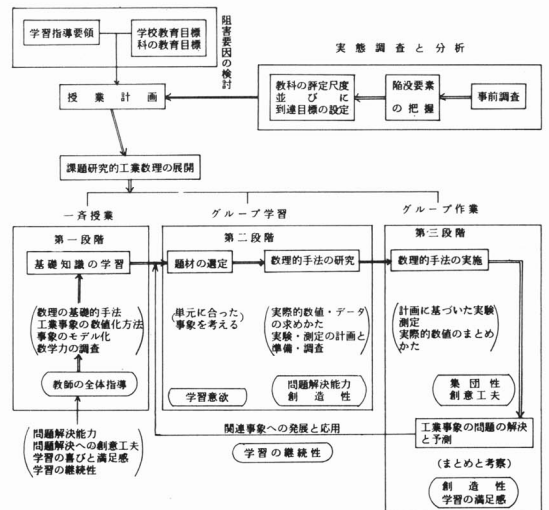 学習指導要領
学校教育目標
科の教育目標
阻害要因の検討
実態調査と分析
授業計画
教科の評定尺度
並びに
到達目標の設定
陥没要素
の把握
事前調査
課題研究的工業数理の展開
一斉授業
グループ学習
グループ作業
第一段階
第二段階
第三段階
基礎知識の学習
題材の選定
数理的手法の研究
数理的手法の実施
数理の基礎的手法
工業事象の数値化方法
事象のモデル化
数学力の調査
単元に合った
事象を考える
実際的数値・データ
の求めかた
実験・測定の計画と
準備・調査
計画に基づいた実験
測定
実際的数値のまとめ
かた
教師の全体指導
学習意欲
問題解決能力
創造性
集団性
創意工夫
関連事象への発展と応用
工業事象の問題の解決
と予測
問題解決能力
問題解決への創意工夫
学習の喜びと満足感
学習の継続性
学習の継続性
(まとめと考察)
創造性
学習の満足感